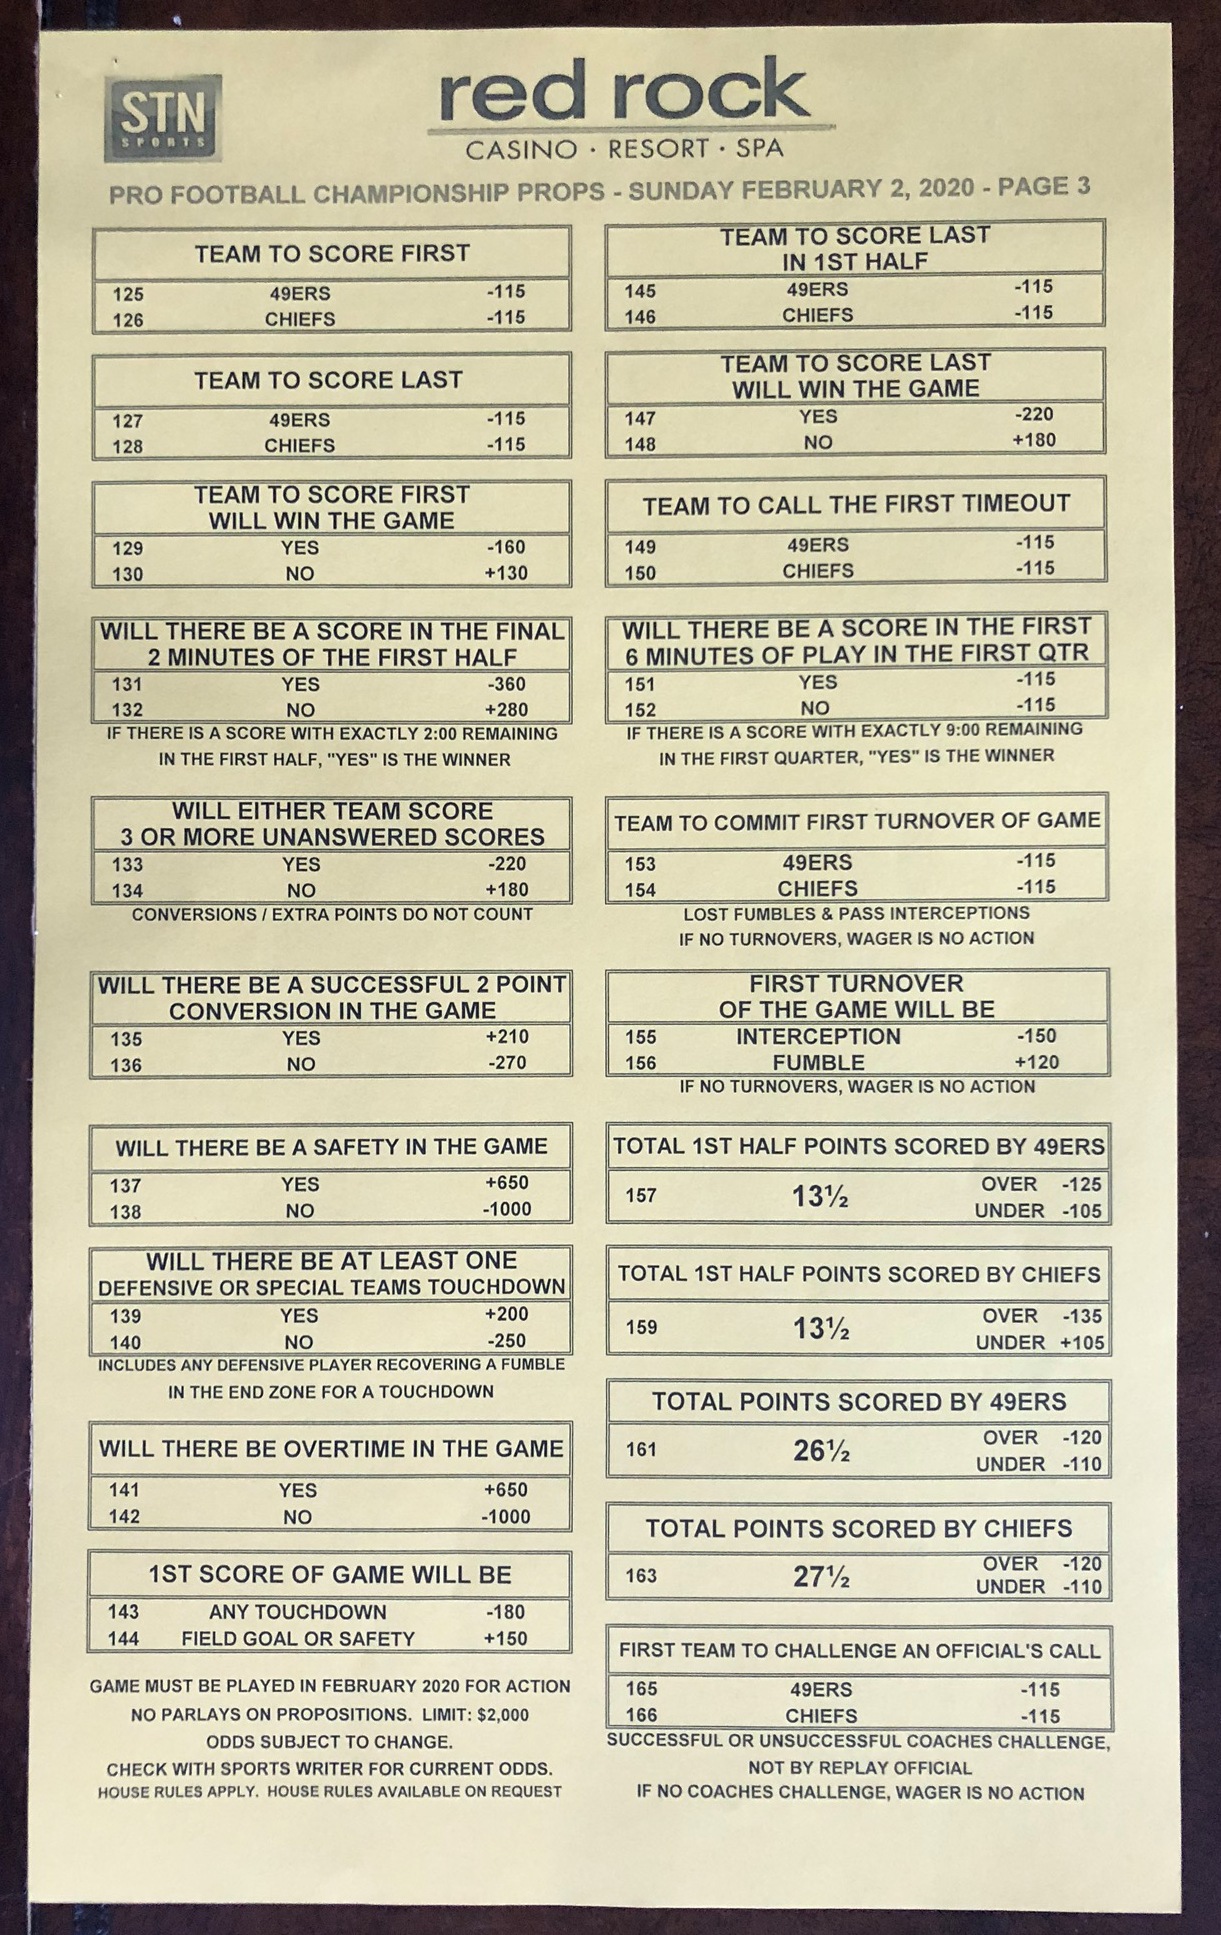 STN
SPORTS
red rock
CASINO · RESORT · SPA
PRO FOOTBALL CHAMPIONSHIP PROPS - SUNDAY FEBRUARY 2, 2020 - PAGE 3
TEAM TO SCORE FIRST
125 49ERS -115
126 CHIEFS -115
TEAM TO SCORE LAST
127 49ERS -115
128 CHIEFS -115
TEAM TO SCORE FIRST
WILL WIN THE GAME
129 YES -160
130 NO +130
WILL THERE BE A SCORE IN THE FINAL
2 MINUTES OF THE FIRST HALF
131 YES -360
132 NO +280
IF THERE IS A SCORE WITH EXACTLY 2:00 REMAINING
IN THE FIRST HALF, "YES" IS THE WINNER
WILL EITHER TEAM SCORE
3 OR MORE UNANSWERED SCORES
133 YES -220
134 NO +180
CONVERSIONS / EXTRA POINTS DO NOT COUNT
WILL THERE BE A SUCCESSFUL 2 POINT
CONVERSION IN THE GAME
135 YES +210
136 NO -270
WILL THERE BE A SAFETY IN THE GAME
137 YES +650
138 NO -1000
WILL THERE BE AT LEAST ONE
DEFENSIVE OR SPECIAL TEAMS TOUCHDOWN
139 YES +200
140 NO -250
INCLUDES ANY DEFENSIVE PLAYER RECOVERING A FUMBLE
IN THE END ZONE FOR A TOUCHDOWN
WILL THERE BE OVERTIME IN THE GAME
141 YES +650
142 NO -1000
1ST SCORE OF GAME WILL BE
143 ANY TOUCHDOWN -180
144 FIELD GOAL OR SAFETY +150
GAME MUST BE PLAYED IN FEBRUARY 2020 FOR ACTION
NO PARLAYS ON PROPOSITIONS. LIMIT: $2,000
ODDS SUBJECT TO CHANGE.
CHECK WITH SPORTS WRITER FOR CURRENT ODDS.
HOUSE RULES APPLY. HOUSE RULES AVAILABLE ON REQUEST
TEAM TO SCORE LAST
IN 1ST HALF
145 49ERS -115
146 CHIEFS -115
TEAM TO SCORE LAST
WILL WIN THE GAME
147 YES -220
148 NO +180
TEAM TO CALL THE FIRST TIMEOUT
149 49ERS -115
150 CHIEFS -115
WILL THERE BE A SCORE IN THE FIRST
6 MINUTES OF PLAY IN THE FIRST QTR
151 YES -115
152 NO -115
IF THERE IS A SCORE WITH EXACTLY 9:00 REMAINING
IN THE FIRST QUARTER, "YES" IS THE WINNER
TEAM TO COMMIT FIRST TURNOVER OF GAME
153 49ERS -115
154 CHIEFS -115
LOST FUMBLES & PASS INTERCEPTIONS
IF NO TURNOVERS, WAGER IS NO ACTION
FIRST TURNOVER
OF THE GAME WILL BE
155 INTERCEPTION -150
156 FUMBLE +120
IF NO TURNOVERS, WAGER IS NO ACTION
TOTAL 1ST HALF POINTS SCORED BY 49ERS
157 13½ OVER -125
UNDER -105
TOTAL 1ST HALF POINTS SCORED BY CHIEFS
159 13½ OVER -135
UNDER +105
TOTAL POINTS SCORED BY 49ERS
161 26½ OVER -120
UNDER -110
TOTAL POINTS SCORED BY CHIEFS
163 27½ OVER -120
UNDER -110
FIRST TEAM TO CHALLENGE AN OFFICIAL'S CALL
165 49ERS -115
166 CHIEFS -115
SUCCESSFUL OR UNSUCCESSFUL COACHES CHALLENGE,
NOT BY REPLAY OFFICIAL
IF NO COACHES CHALLENGE, WAGER IS NO ACTION